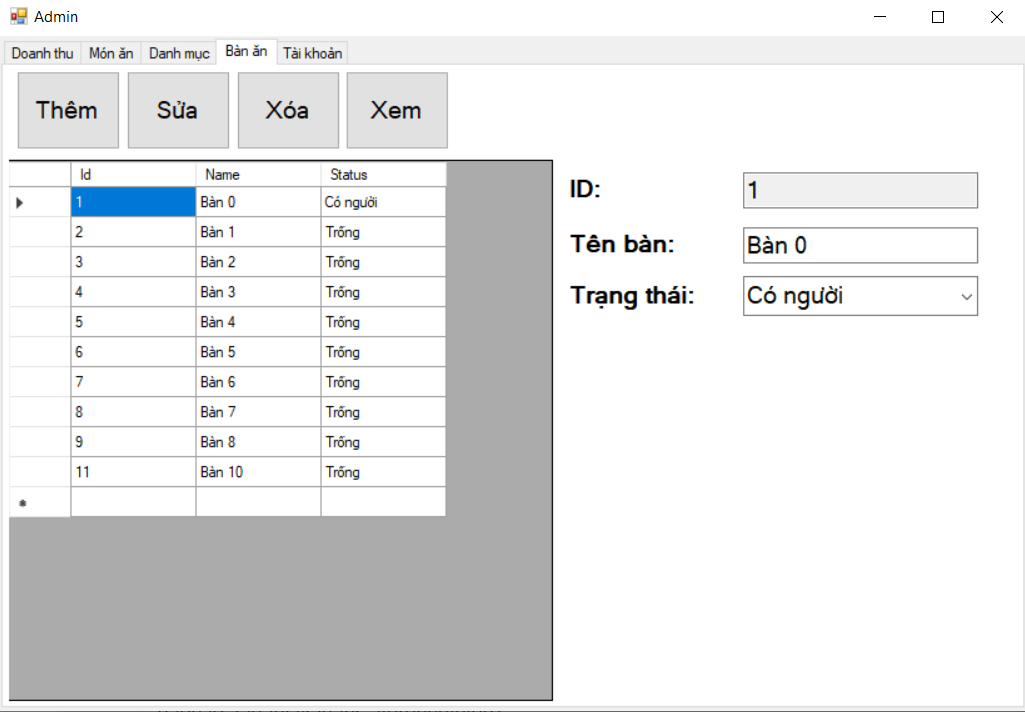 Admin
Doanh thu Món ăn Danh mục Bàn ăn Tài khoản
Thêm Sửa Xóa Xem
Id Name Status
1 Bàn 0 Có người
2 Bàn 1 Trống
3 Bàn 2 Trống
4 Bàn 3 Trống
5 Bàn 4 Trống
6 Bàn 5 Trống
7 Bàn 6 Trống
8 Bàn 7 Trống
9 Bàn 8 Trống
11 Bàn 10 Trống
ID: 1
Tên bàn: Bàn 0
Trạng thái: Có người